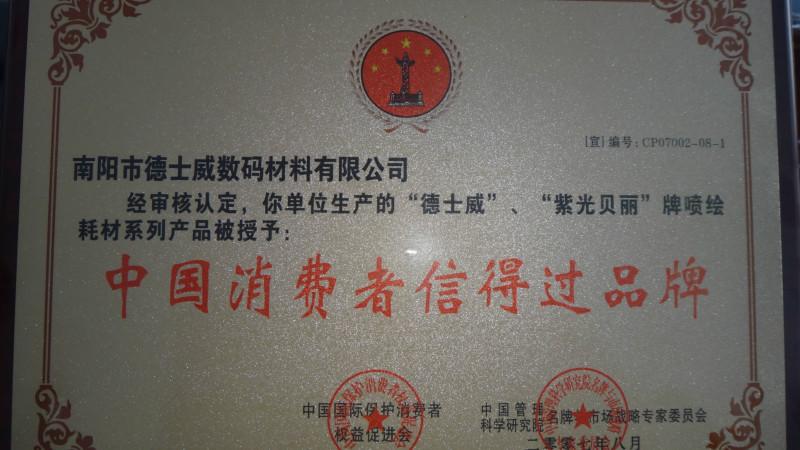 [宣]编号:CP07002-08-1
南阳市德士威数码材料有限公司
经审核认定,你单位生产的“德士威”、“紫光贝丽”牌喷绘
耗材系列产品被授予:
中国消费者信得过品牌
中国国际保护消费者
权益促进会
中国管理
科学研究院
名牌 市场战略专家委员会
二零零七年八月